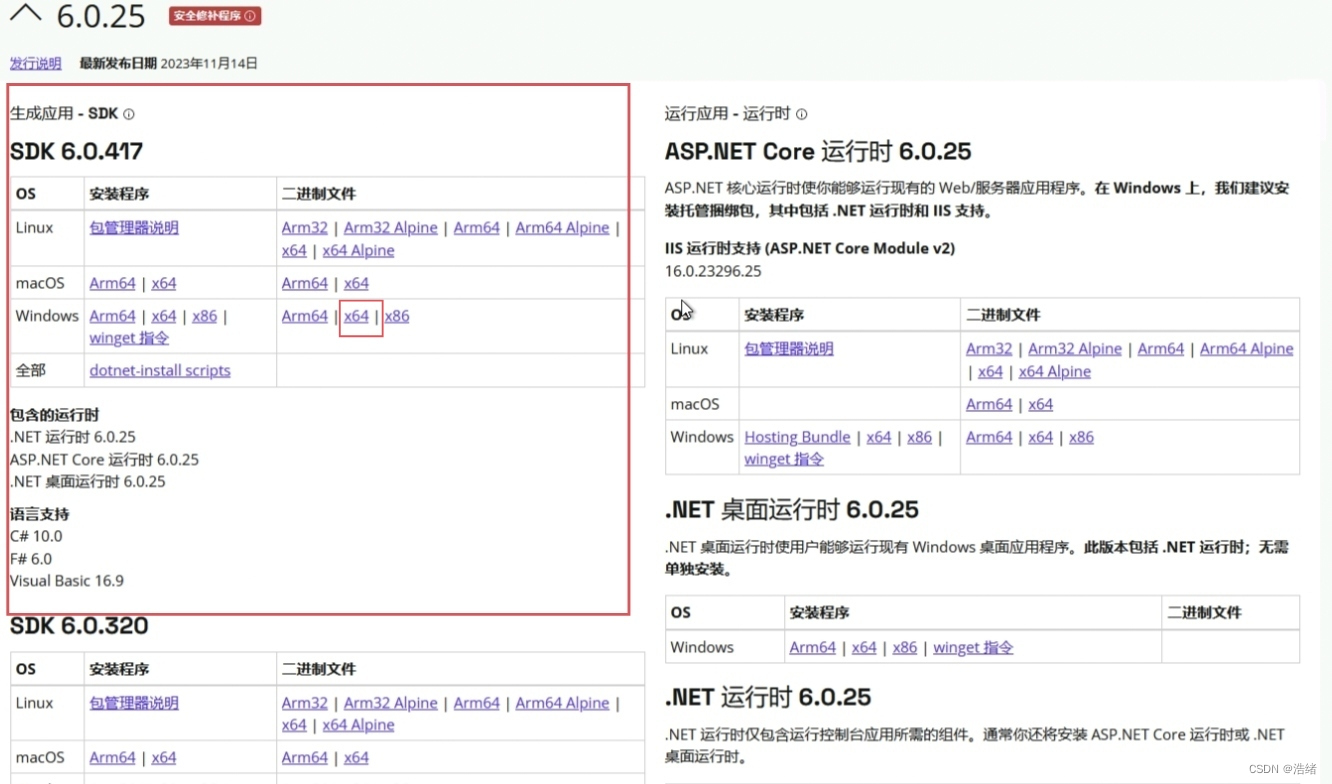 6.0.25 安全修补程序
发行说明 最新发布日期 2023年11月14日
生成应用 - SDK
SDK 6.0.417
OS 安装程序 二进制文件
Linux 包管理器说明 Arm32 | Arm32 Alpine | Arm64 | Arm64 Alpine |
x64 | x64 Alpine
macOS Arm64 | x64 Arm64 | x64
Windows Arm64 | x64 | x86 | Arm64 | x64 | x86
winget 指令
全部 dotnet-install scripts
包含的运行时
.NET 运行时 6.0.25
ASP.NET Core 运行时 6.0.25
.NET 桌面运行时 6.0.25
语言支持
C# 10.0
F# 6.0
Visual Basic 16.9
SDK 6.0.320
OS 安装程序 二进制文件
Linux 包管理器说明 Arm32 | Arm32 Alpine | Arm64 | Arm64 Alpine |
x64 | x64 Alpine
macOS Arm64 | x64 Arm64 | x64
运行应用 - 运行时
ASP.NET Core 运行时 6.0.25
ASP.NET 核心运行时使你能够运行现有的 Web/服务器应用程序。在 Windows 上，我们建议安
装托管捆绑包，其中包括 .NET 运行时和 IIS 支持。
IIS 运行时支持 (ASP.NET Core Module v2)
16.0.23296.25
OS 安装程序 二进制文件
Linux 包管理器说明 Arm32 | Arm32 Alpine | Arm64 | Arm64 Alpine
| x64 | x64 Alpine
macOS Arm64 | x64
Windows Hosting Bundle | x64 | x86 | Arm64 | x64 | x86
winget 指令
.NET 桌面运行时 6.0.25
.NET 桌面运行时使用户能够运行现有 Windows 桌面应用程序。此版本包括 .NET 运行时；无需
单独安装。
OS 安装程序 二进制文件
Windows Arm64 | x64 | x86 | winget 指令
.NET 运行时 6.0.25
.NET 运行时仅包含运行控制台应用所需的组件。通常你还将安装 ASP.NET Core 运行时或 .NET
桌面运行时。
CSDN @浩绪